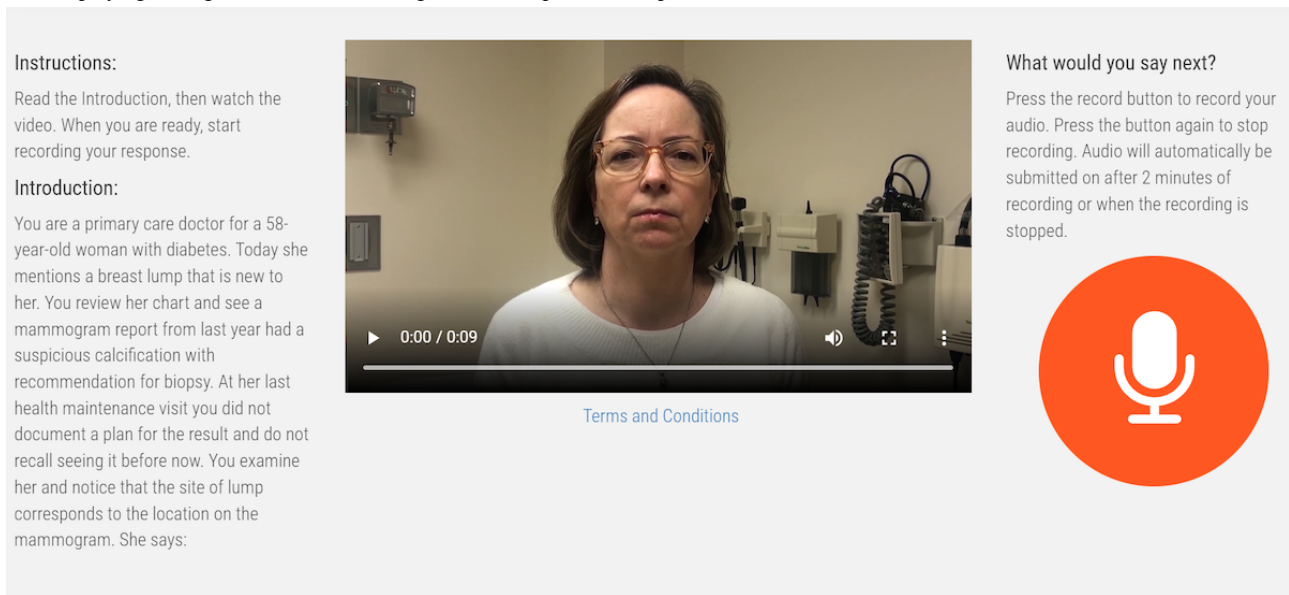 Instructions:
Read the Introduction, then watch the
video. When you are ready, start
recording your response.
Introduction:
You are a primary care doctor for a 58-
year-old woman with diabetes. Today she
mentions a breast lump that is new to
her. You review her chart and see a
mammogram report from last year had a
suspicious calcification with
recommendation for biopsy. At her last
health maintenance visit you did not
document a plan for the result and do not
recall seeing it before now. You examine
her and notice that the site of lump
corresponds to the location on the
mammogram. She says:
0:00 / 0:09
Terms and Conditions
What would you say next?
Press the record button to record your
audio. Press the button again to stop
recording. Audio will automatically be
submitted on after 2 minutes of
recording or when the recording is
stopped.